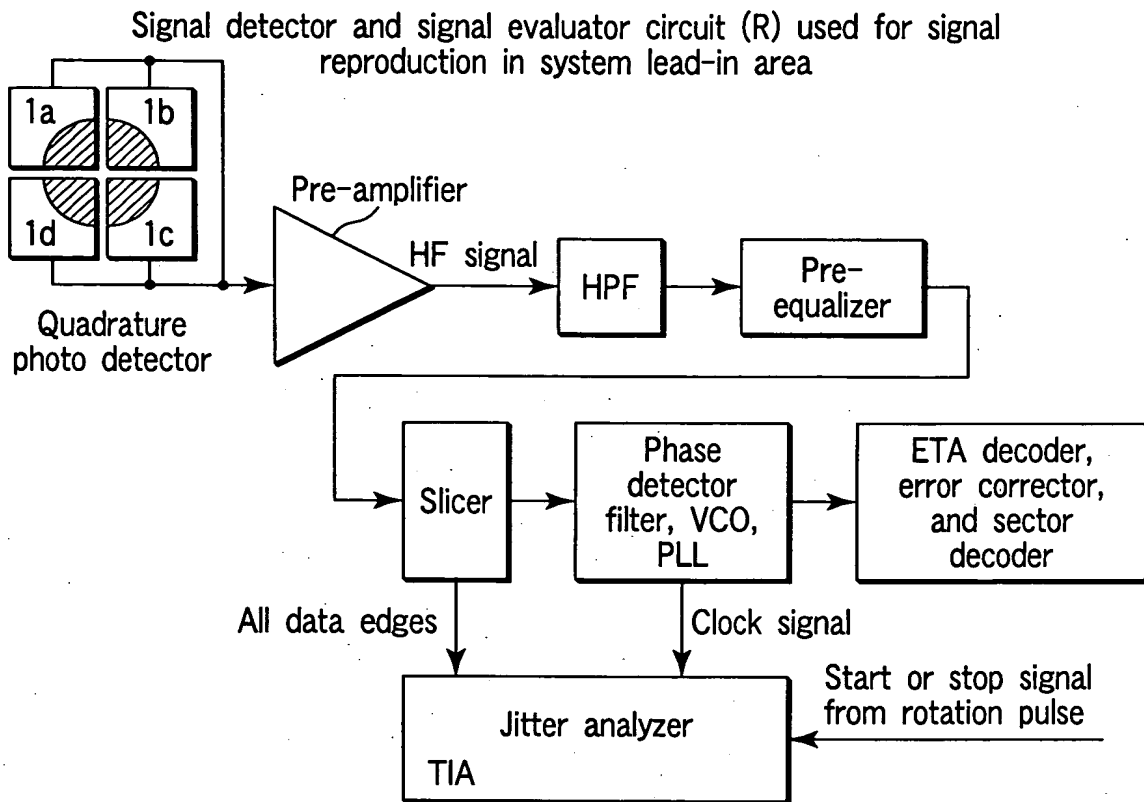 Signal detector and signal evaluator circuit (R) used for signal
reproduction in system lead-in area
1a
1b
1d
1c
Quadrature
photo detector
Pre-amplifier
HF signal
HPF
Pre-
equalizer
Slicer
Phase
detector
filter, VCO,
PLL
ETA decoder,
error corrector,
and sector
decoder
All data edges
Clock signal
Start or stop signal
from rotation pulse
Jitter analyzer
TIA